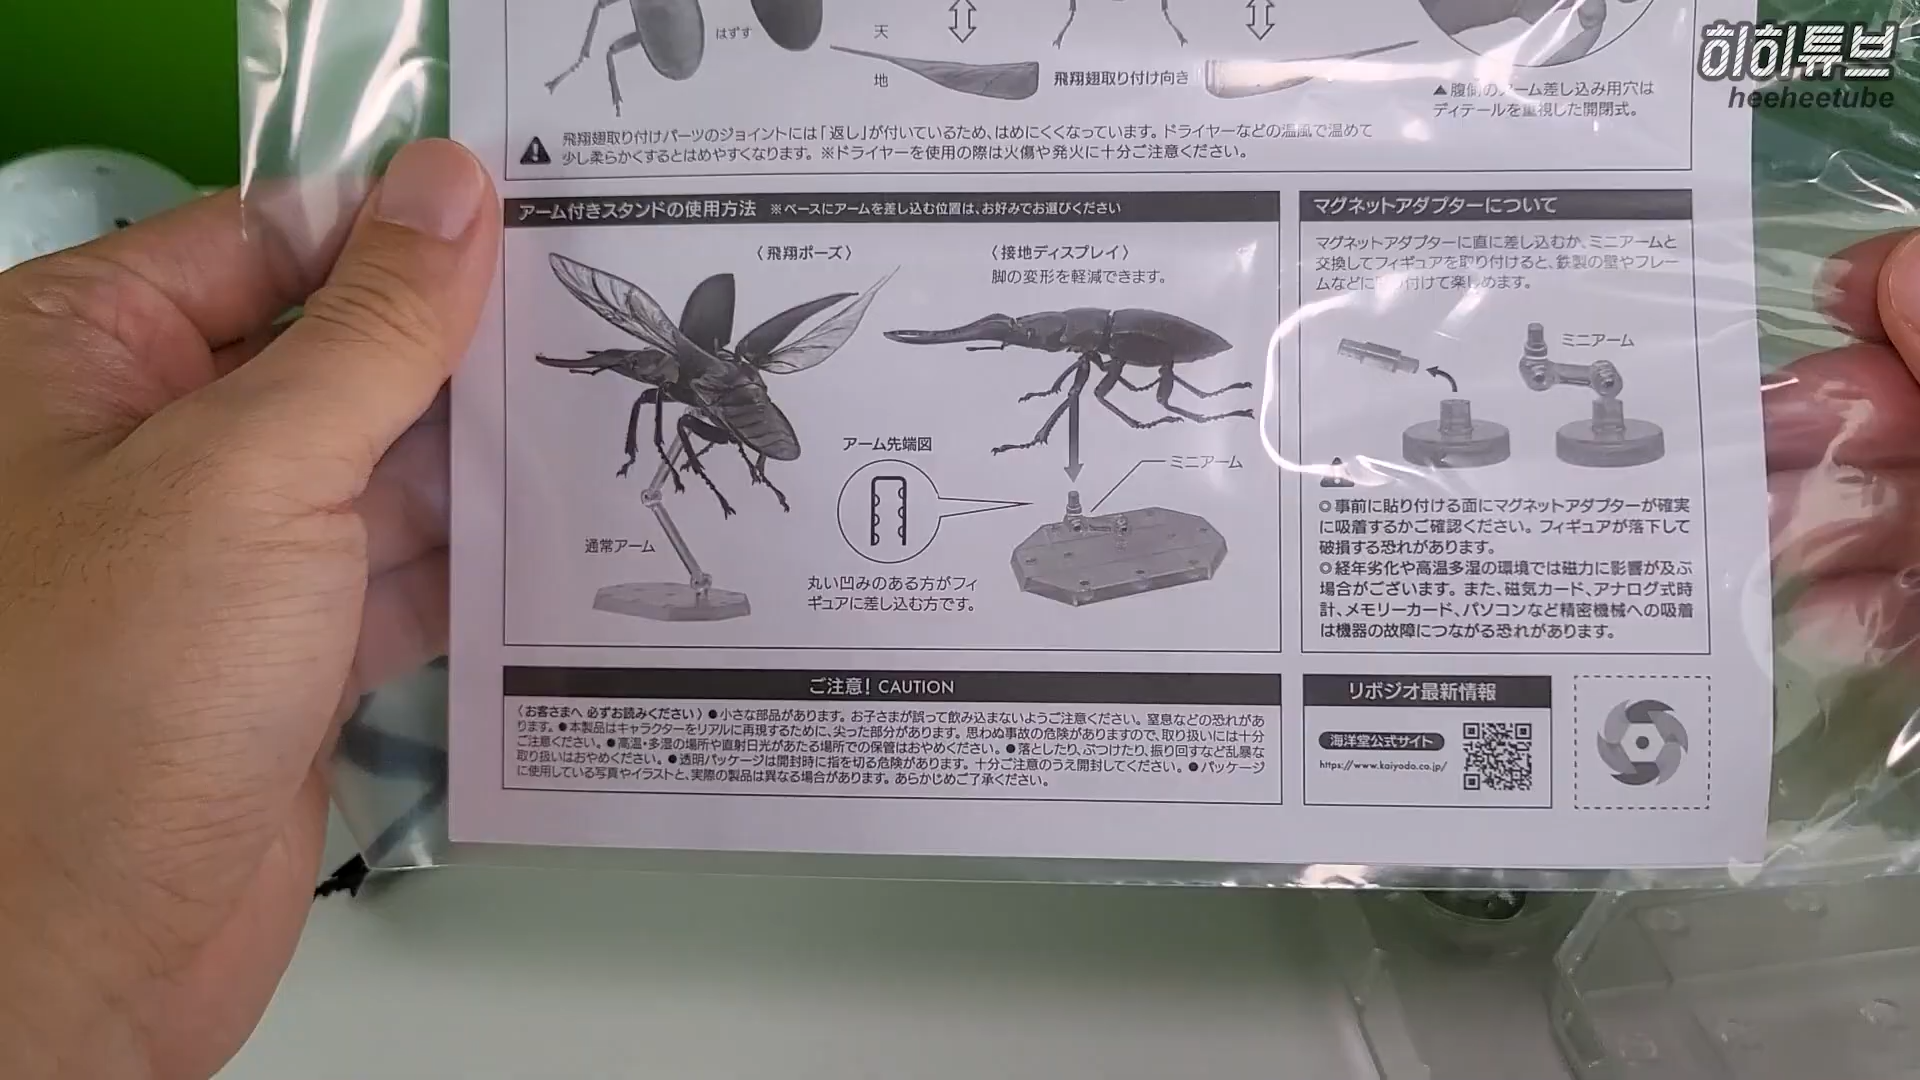 히히튜브
heeheetube
はずす
天
地
飛翔翅取り付け向き
▲腹側のアーム差し込み用穴は
ディテールを重視した開閉式。
飛翔翅取り付けパーツのジョイントには「返し」が付いているため、はめにくくなっています。ドライヤーなどの温風で温めて
少し柔らかくするとはめやすくなります。※ドライヤーを使用の際は火傷や発火に十分ご注意ください。
アーム付きスタンドの使用方法 ※ベースにアームを差し込む位置は、お好みでお選びください
〈飛翔ポーズ〉
〈接地ディスプレイ〉
脚の変形を軽減できます。
アーム先端図
ミニアーム
通常アーム
丸い凹みのある方がフィ
ギュアに差し込む方です。
マグネットアダプターについて
マグネットアダプターに直に差し込むか、ミニアームと
交換してフィギュアを取り付けると、鉄製の壁やフレー
ムなどに取り付けて楽しめます。
ミニアーム
◎事前に貼り付ける面にマグネットアダプターが確実
に吸着するかご確認ください。フィギュアが落下して
破損する恐れがあります。
◎経年劣化や高温多湿の環境では磁力に影響が及ぶ
場合がございます。また、磁気カード、アナログ式時
計、メモリーカード、パソコンなど精密機械への吸着
は機器の故障につながる恐れがあります。
ご注意! CAUTION
〈お客さまへ 必ずお読みください〉●小さな部品があります。お子さまが誤って飲み込まないようご注意ください。窒息などの恐れがあ
ります。●本製品はキャラクターをリアルに再現するために、尖った部分があります。思わぬ事故の危険がありますので、取り扱いには十分
ご注意ください。●高温・多湿の場所や直射日光があたる場所での保管はおやめください。●落としたり、ぶつけたり、振り回すなど乱暴な
取り扱いはおやめください。●透明パッケージは開封時に指を切る危険があります。十分ご注意のうえ開封してください。●パッケージ
に使用している写真やイラストと、実際の製品は異なる場合があります。あらかじめご了承ください。
リボジオ最新情報
海洋堂公式サイト
https://www.kaiyodo.co.jp/